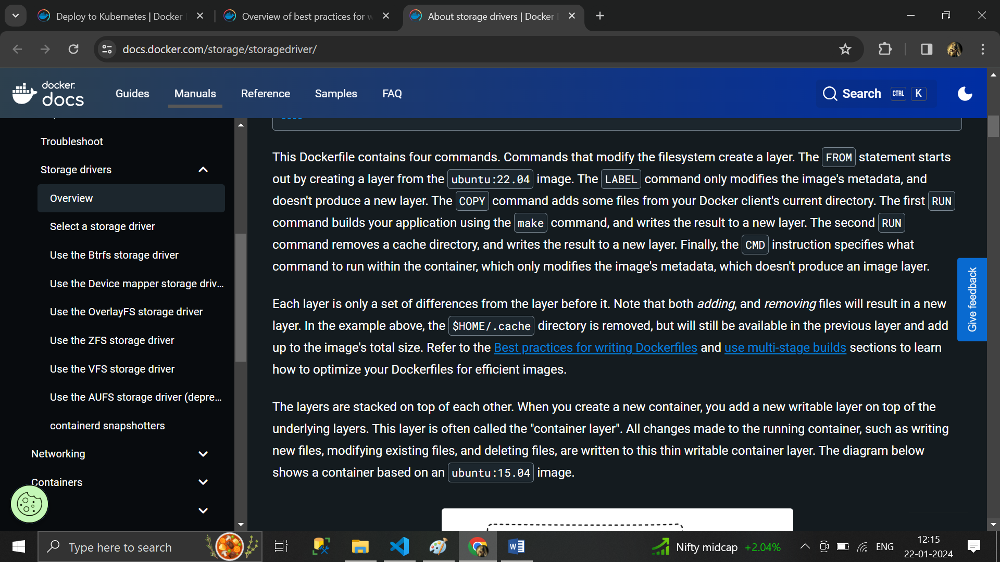 Deploy to Kubernetes | Docker
Overview of best practices for w
About storage drivers | Docker
docs.docker.com/storage/storagedriver/
docker
docs
Guides
Manuals
Reference
Samples
FAQ
Search CTRL K
Troubleshoot
Storage drivers
Overview
Select a storage driver
Use the Btrfs storage driver
Use the Device mapper storage driv...
Use the OverlayFS storage driver
Use the ZFS storage driver
Use the VFS storage driver
Use the AUFS storage driver (depre...
containerd snapshotters
Networking
Containers
This Dockerfile contains four commands. Commands that modify the filesystem create a layer. The FROM statement starts
out by creating a layer from the ubuntu:22.04 image. The LABEL command only modifies the image's metadata, and
doesn't produce a new layer. The COPY command adds some files from your Docker client's current directory. The first RUN
command builds your application using the make command, and writes the result to a new layer. The second RUN
command removes a cache directory, and writes the result to a new layer. Finally, the CMD instruction specifies what
command to run within the container, which only modifies the image's metadata, which doesn't produce an image layer.
Each layer is only a set of differences from the layer before it. Note that both adding, and removing files will result in a new
layer. In the example above, the $HOME/.cache directory is removed, but will still be available in the previous layer and add
up to the image's total size. Refer to the Best practices for writing Dockerfiles and use multi-stage builds sections to learn
how to optimize your Dockerfiles for efficient images.
The layers are stacked on top of each other. When you create a new container, you add a new writable layer on top of the
underlying layers. This layer is often called the "container layer". All changes made to the running container, such as writing
new files, modifying existing files, and deleting files, are written to this thin writable container layer. The diagram below
shows a container based on an ubuntu:15.04 image.
Give feedback
Type here to search
Nifty midcap +2.04%
ENG
12:15
22-01-2024